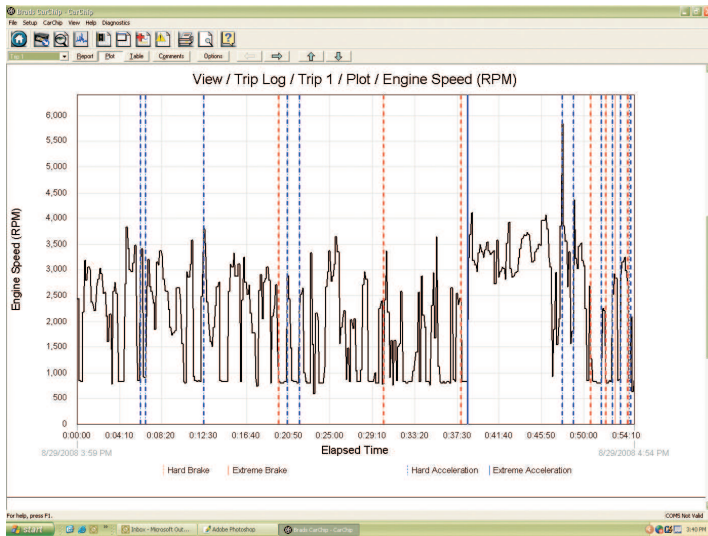 Brads CarChip - CarChip
File Setup CarChip View Help Diagnostics
Trip 1 Report Plot Table Comments Options
View / Trip Log / Trip 1 / Plot / Engine Speed (RPM)
Engine Speed (RPM)
6,000
5,500
5,000
4,500
4,000
3,500
3,000
2,500
2,000
1,500
1,000
500
0
0:00:00 0:04:10 0:08:20 0:12:30 0:16:40 0:20:50 0:25:00 0:29:10 0:33:20 0:37:30 0:41:40 0:45:50 0:50:00 0:54:10
8/29/2008 3:59 PM Elapsed Time 8/29/2008 4:54 PM
Hard Brake Extreme Brake Hard Acceleration Extreme Acceleration
For help, press F1. COM5 Not Valid
start Inbox - Microsoft Out... Adobe Photoshop Brads CarChip - CarChip 3:40 PM